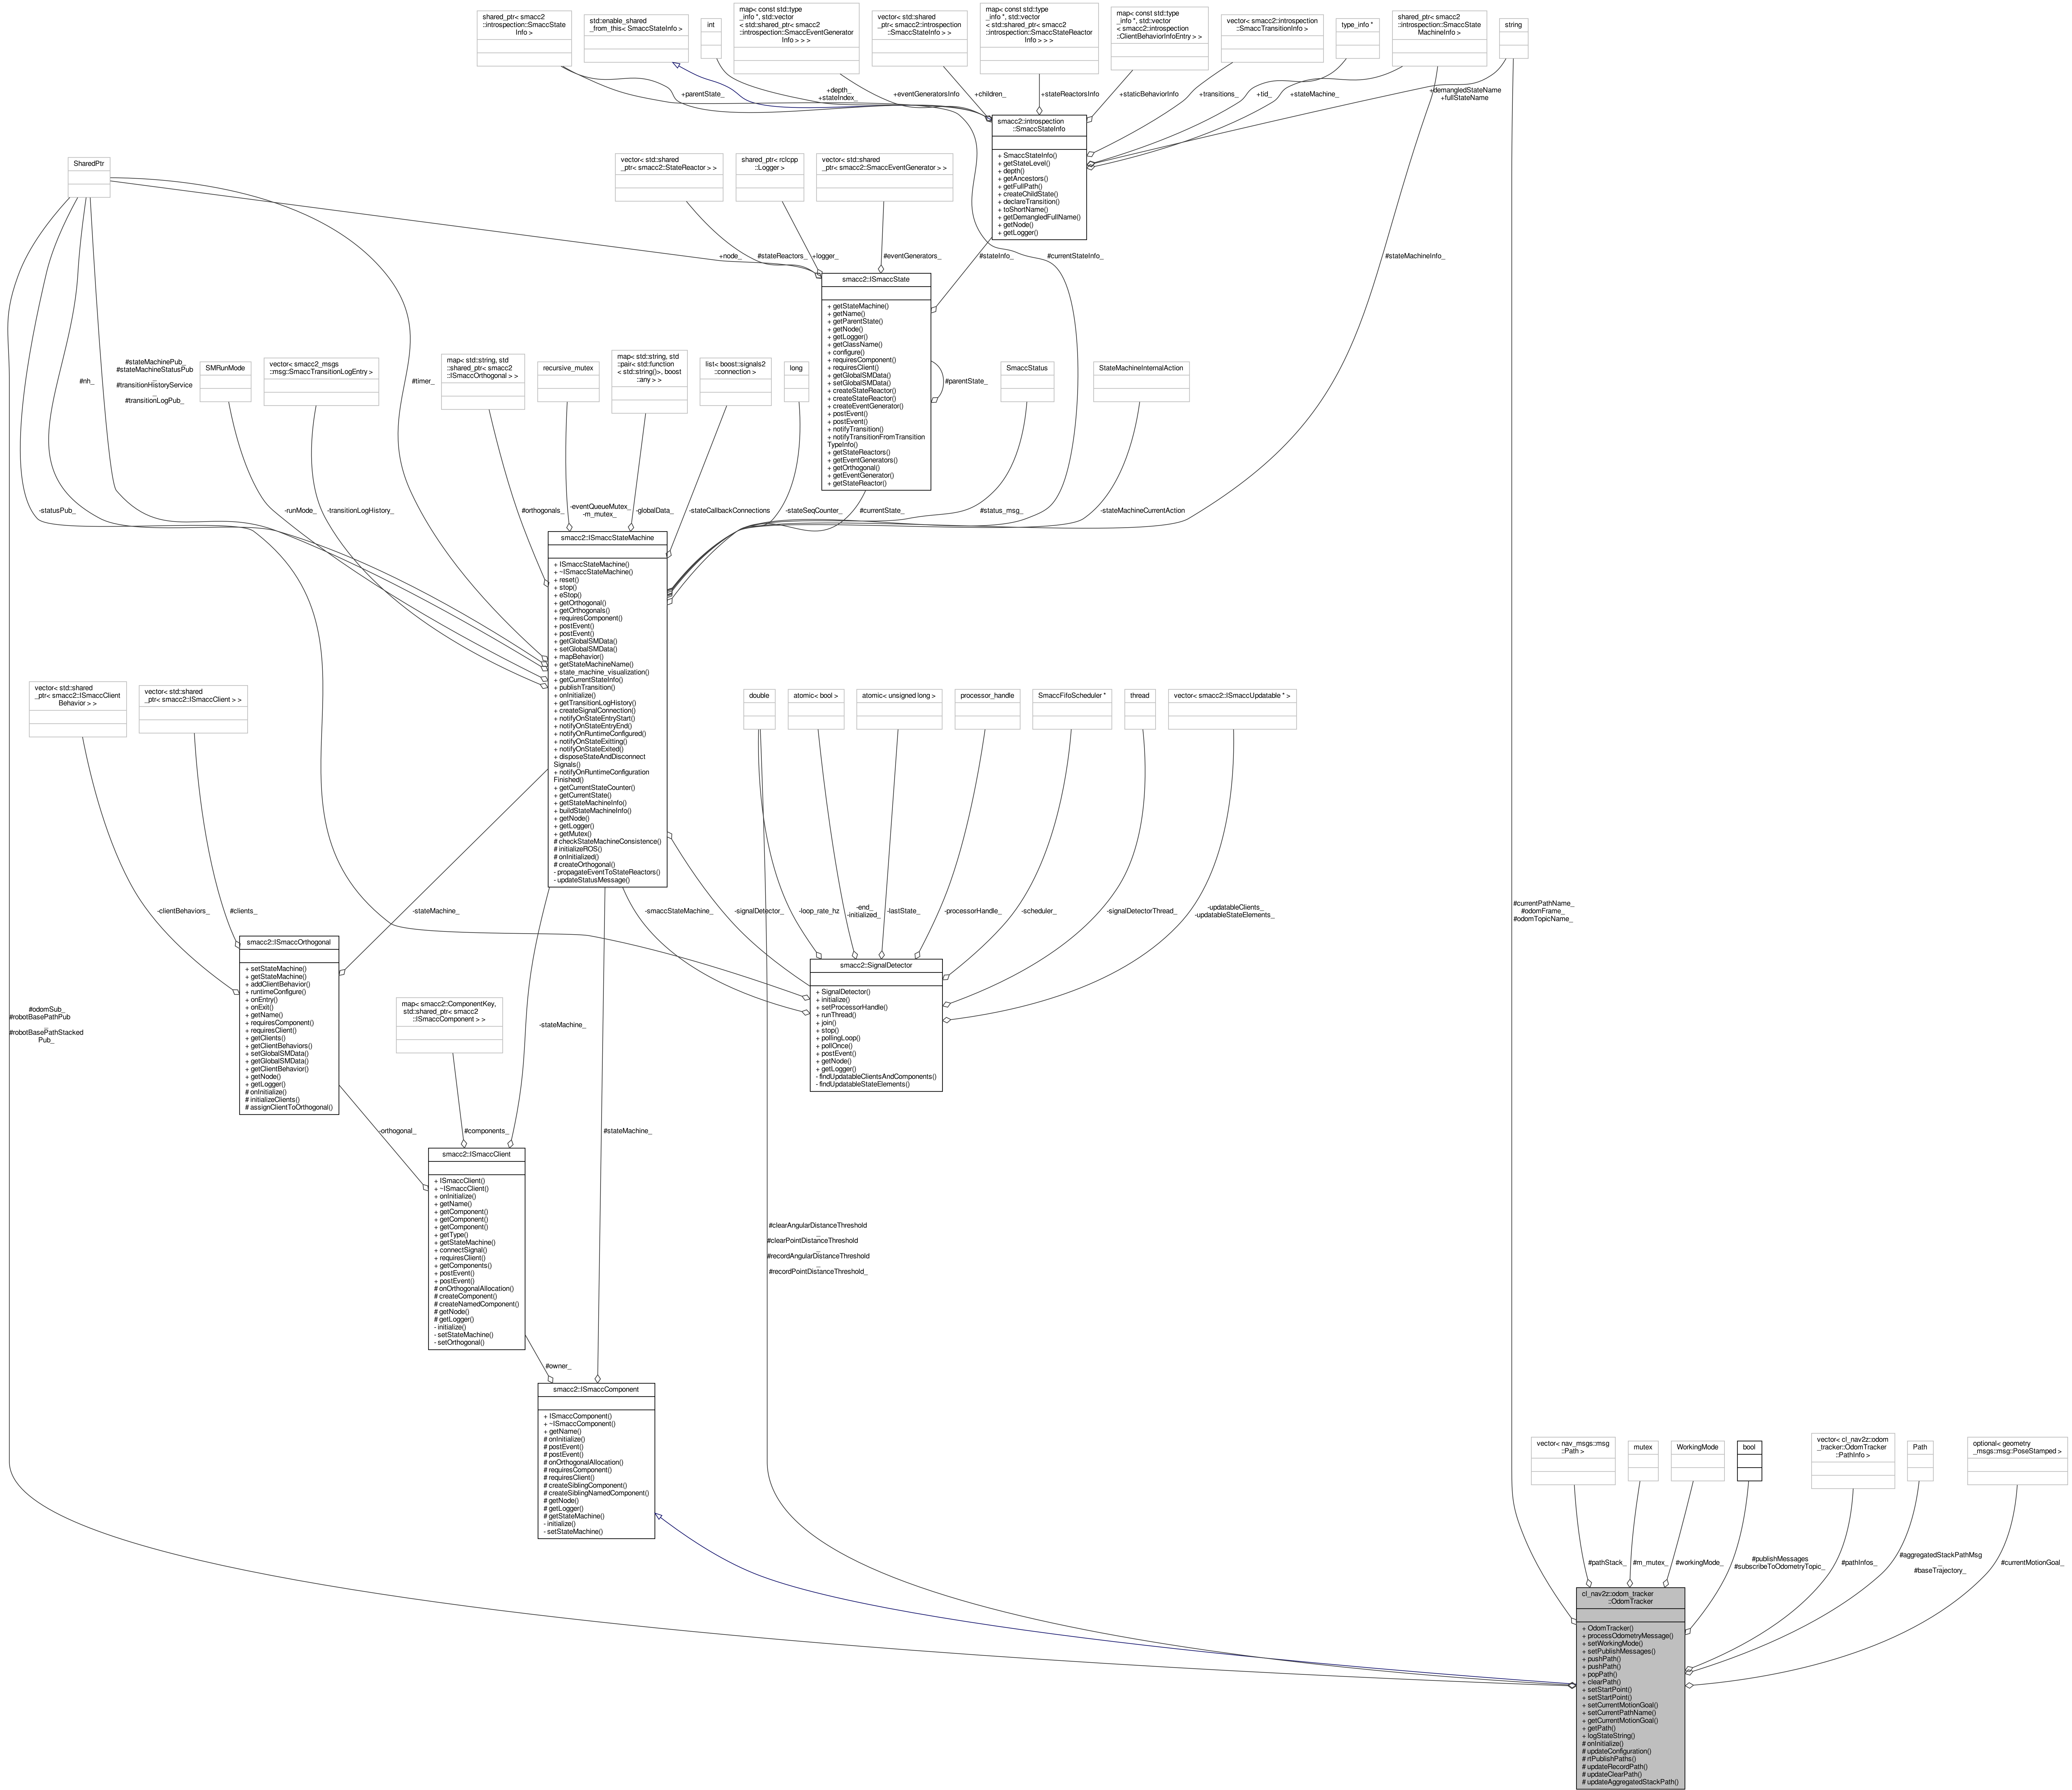 shared_ptr< smacc2
::introspection::SmaccState
Info >
std::enable_shared
_from_this< SmaccStateInfo >
int
map< const std::type
_info *, std::vector
< std::shared_ptr< smacc2
::introspection::SmaccEventGenerator
Info > > >
vector< std::shared
_ptr< smacc2::introspection
::SmaccStateInfo > >
map< const std::type
_info *, std::vector
< std::shared_ptr< smacc2
::introspection::SmaccStateReactor
Info > > >
map< const std::type
_info *, std::vector
< smacc2::introspection
::ClientBehaviorInfoEntry > >
vector< smacc2::introspection
::SmaccTransitionInfo >
type_info *
shared_ptr< smacc2
::introspection::SmaccState
MachineInfo >
string
+parentState_
+depth_
+stateIndex_
+eventGeneratorsInfo
+children_
+stateReactorsInfo
+staticBehaviorInfo
+transitions_
+tid_
+stateMachine_
+demangledStateName
+fullStateName
smacc2::introspection
::SmaccStateInfo
+ SmaccStateInfo()
+ getStateLevel()
+ depth()
+ getAncestors()
+ getFullPath()
+ createChildState()
+ declareTransition()
+ toShortName()
+ getDemangledFullName()
+ getNode()
+ getLogger()
SharedPtr
vector< std::shared
_ptr< smacc2::StateReactor > >
shared_ptr< rclcpp
::Logger >
vector< std::shared
_ptr< smacc2::SmaccEventGenerator > >
+node_
#stateReactors_
+logger_
#eventGenerators_
#stateInfo_
#currentStateInfo_
#stateMachineInfo_
smacc2::ISmaccState
+ getStateMachine()
+ getName()
+ getParentState()
+ getNode()
+ getLogger()
+ getClassName()
+ configure()
+ requiresComponent()
+ requiresClient()
+ getGlobalSMData()
+ setGlobalSMData()
+ createStateReactor()
+ createStateReactor()
+ createEventGenerator()
+ postEvent()
+ postEvent()
+ notifyTransition()
+ notifyTransitionFromTransition
TypeInfo()
+ getStateReactors()
+ getEventGenerators()
+ getOrthogonal()
+ getEventGenerator()
+ getStateReactor()
#parentState_
#nh_
#stateMachinePub_
#stateMachineStatusPub
_
#transitionHistoryService
_
#transitionLogPub_
SMRunMode
vector< smacc2_msgs
::msg::SmaccTransitionLogEntry >
#timer_
map< std::string, std
::shared_ptr< smacc2
::ISmaccOrthogonal > >
recursive_mutex
map< std::string, std
::pair< std::function
< std::string()>, boost
::any > >
list< boost::signals2
::connection >
long
SmaccStatus
StateMachineInternalAction
-statusPub_
-runMode_
-transitionLogHistory_
#orthogonals_
-eventQueueMutex_
-m_mutex_
-globalData_
-stateCallbackConnections
-stateSeqCounter_
#currentState_
#status_msg_
-stateMachineCurrentAction
smacc2::ISmaccStateMachine
+ ISmaccStateMachine()
+ ~ISmaccStateMachine()
+ reset()
+ stop()
+ eStop()
+ getOrthogonal()
+ getOrthogonals()
+ requiresComponent()
+ postEvent()
+ postEvent()
+ getGlobalSMData()
+ setGlobalSMData()
+ mapBehavior()
+ getStateMachineName()
+ state_machine_visualization()
+ getCurrentStateInfo()
+ publishTransition()
+ onInitialize()
+ getTransitionLogHistory()
+ createSignalConnection()
+ notifyOnStateEntryStart()
+ notifyOnStateEntryEnd()
+ notifyOnRuntimeConfigured()
+ notifyOnStateExitting()
+ notifyOnStateExited()
+ disposeStateAndDisconnect
Signals()
+ notifyOnRuntimeConfiguration
Finished()
+ getCurrentStateCounter()
+ getCurrentState()
+ getStateMachineInfo()
+ buildStateMachineInfo()
+ getNode()
+ getLogger()
+ getMutex()
# checkStateMachineConsistence()
# initializeROS()
# onInitialized()
# createOrthogonal()
- propagateEventToStateReactors()
- updateStatusMessage()
vector< std::shared
_ptr< smacc2::ISmaccClient
Behavior > >
vector< std::shared
_ptr< smacc2::ISmaccClient > >
double
atomic< bool >
atomic< unsigned long >
processor_handle
SmaccFifoScheduler *
thread
vector< smacc2::ISmaccUpdatable * >
-clientBehaviors_
#clients_
-stateMachine_
-smaccStateMachine_
-signalDetector_
-loop_rate_hz
-end_
-initialized_
-lastState_
-processorHandle_
-scheduler_
-signalDetectorThread_
-updatableClients_
-updatableStateElements_
#currentPathName_
#odomFrame_
#odomTopicName_
smacc2::ISmaccOrthogonal
+ setStateMachine()
+ getStateMachine()
+ addClientBehavior()
+ runtimeConfigure()
+ onEntry()
+ onExit()
+ getName()
+ requiresComponent()
+ requiresClient()
+ getClients()
+ getClientBehaviors()
+ setGlobalSMData()
+ getGlobalSMData()
+ getClientBehavior()
+ getNode()
+ getLogger()
# onInitialize()
# initializeClients()
# assignClientToOrthogonal()
smacc2::SignalDetector
+ SignalDetector()
+ initialize()
+ setProcessorHandle()
+ runThread()
+ join()
+ stop()
+ pollingLoop()
+ pollOnce()
+ postEvent()
+ getNode()
+ getLogger()
- findUpdatableClientsAndComponents()
- findUpdatableStateElements()
#odomSub_
#robotBasePathPub
_
#robotBasePathStacked
Pub_
map< smacc2::ComponentKey,
std::shared_ptr< smacc2
::ISmaccComponent > >
-stateMachine_
-orthogonal_
#components_
#stateMachine_
smacc2::ISmaccClient
+ ISmaccClient()
+ ~ISmaccClient()
+ onInitialize()
+ getName()
+ getComponent()
+ getComponent()
+ getComponent()
+ getType()
+ getStateMachine()
+ connectSignal()
+ requiresClient()
+ getComponents()
+ postEvent()
+ postEvent()
# onOrthogonalAllocation()
# createComponent()
# createNamedComponent()
# getNode()
# getLogger()
- initialize()
- setStateMachine()
- setOrthogonal()
#clearAngularDistanceThreshold
_
#clearPointDistanceThreshold
_
#recordAngularDistanceThreshold
_
#recordPointDistanceThreshold_
#owner_
smacc2::ISmaccComponent
+ ISmaccComponent()
+ ~ISmaccComponent()
+ getName()
# onInitialize()
# postEvent()
# postEvent()
# onOrthogonalAllocation()
# requiresComponent()
# requiresClient()
# createSiblingComponent()
# createSiblingNamedComponent()
# getNode()
# getLogger()
# getStateMachine()
- initialize()
- setStateMachine()
vector< nav_msgs::msg
::Path >
mutex
WorkingMode
bool
vector< cl_nav2z::odom
_tracker::OdomTracker
::PathInfo >
Path
optional< geometry
_msgs::msg::PoseStamped >
#pathStack_
#m_mutex_
#workingMode_
#publishMessages
#subscribeToOdometryTopic_
#pathInfos_
#aggregatedStackPathMsg
_
#baseTrajectory_
#currentMotionGoal_
cl_nav2z::odom_tracker
::OdomTracker
+ OdomTracker()
+ processOdometryMessage()
+ setWorkingMode()
+ setPublishMessages()
+ pushPath()
+ pushPath()
+ popPath()
+ clearPath()
+ setStartPoint()
+ setStartPoint()
+ setCurrentMotionGoal()
+ setCurrentPathName()
+ getCurrentMotionGoal()
+ getPath()
+ logStateString()
# onInitialize()
# updateConfiguration()
# rtPublishPaths()
# updateRecordPath()
# updateClearPath()
# updateAggregatedStackPath()